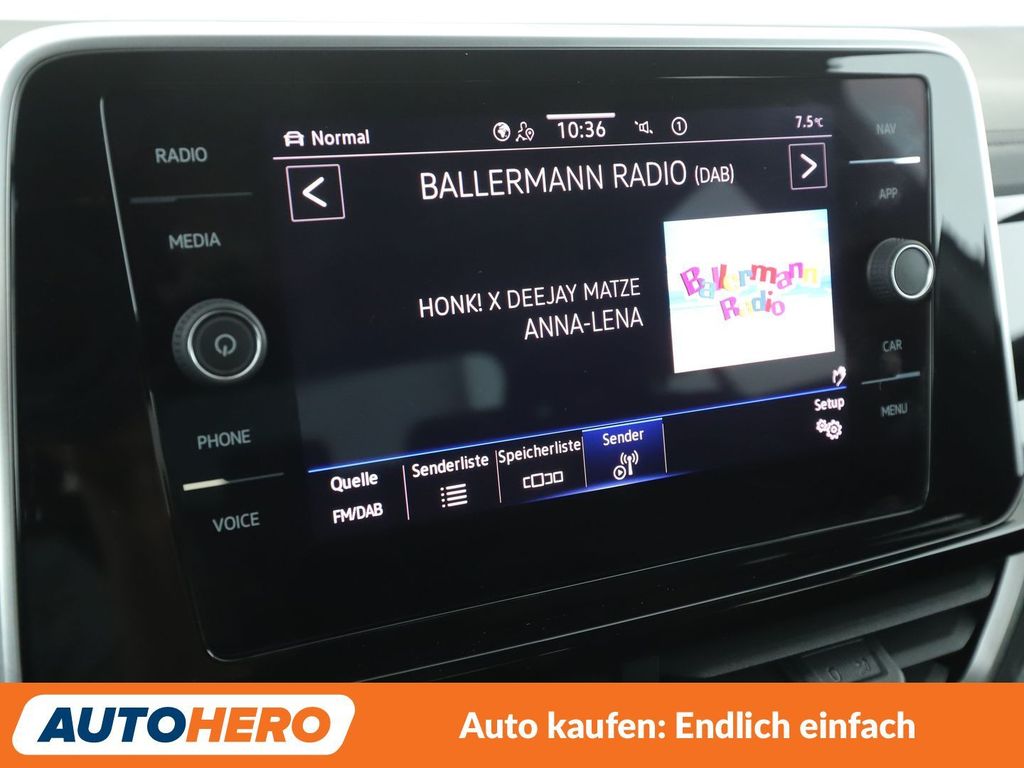 Normal
10:36
1
7.5°C
RADIO
MEDIA
PHONE
VOICE
NAV
APP
CAR
MENU
BALLERMANN RADIO (DAB)
HONK! X DEEJAY MATZE
ANNA-LENA
Ballermann
Radio
Setup
Quelle
FM/DAB
Senderliste
Speicherliste
Sender
AUTOHERO
Auto kaufen: Endlich einfach